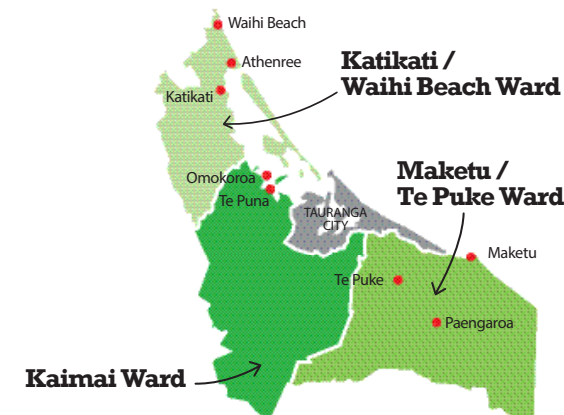 Waihi Beach
Athenree
Katikati /
Waihi Beach Ward
Katikati
Omokoroa
Te Puna
Maketu /
Te Puke Ward
TAURANGA
CITY
Maketu
Te Puke
Paengaroa
Kaimai Ward